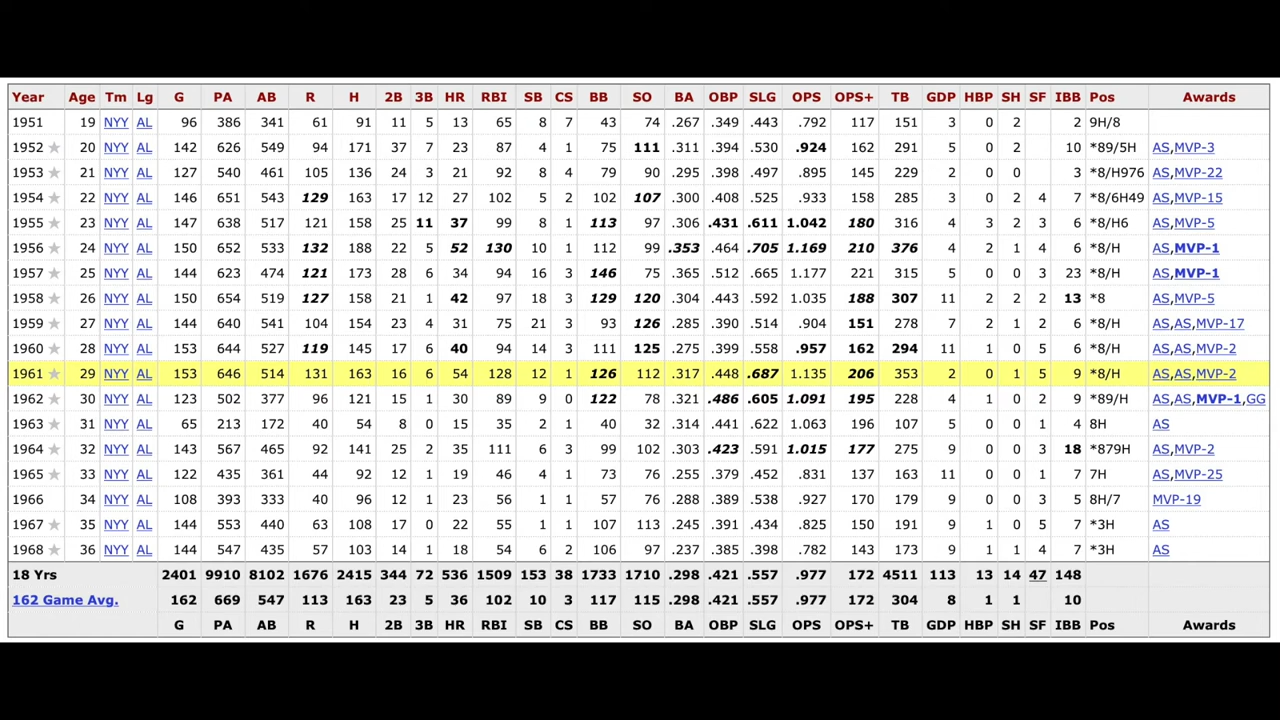 Year Age Tm Lg G PA AB R H 2B 3B HR RBI SB CS BB SO BA OBP SLG OPS OPS+ TB GDP HBP SH SF IBB Pos Awards
1951 19 NYY AL 96 386 341 61 91 11 5 13 65 8 7 43 74 .267 .349 .443 .792 117 151 3 0 2 2 9H/8
1952 ★ 20 NYY AL 142 626 549 94 171 37 7 23 87 4 1 75 111 .311 .394 .530 .924 162 291 5 0 2 10 *89/5H AS,MVP-3
1953 ★ 21 NYY AL 127 540 461 105 136 24 3 21 92 8 4 79 90 .295 .398 .497 .895 145 229 2 0 0 3 *8/H976 AS,MVP-22
1954 ★ 22 NYY AL 146 651 543 129 163 17 12 27 102 5 2 102 107 .300 .408 .525 .933 158 285 3 0 2 4 7 *8/6H49 AS,MVP-15
1955 ★ 23 NYY AL 147 638 517 121 158 25 11 37 99 8 1 113 97 .306 .431 .611 1.042 180 316 4 3 2 3 6 *8/H6 AS,MVP-5
1956 ★ 24 NYY AL 150 652 533 132 188 22 5 52 130 10 1 112 99 .353 .464 .705 1.169 210 376 4 2 1 4 6 *8/H AS,MVP-1
1957 ★ 25 NYY AL 144 623 474 121 173 28 6 34 94 16 3 146 75 .365 .512 .665 1.177 221 315 5 0 0 3 23 *8/H AS,MVP-1
1958 ★ 26 NYY AL 150 654 519 127 158 21 1 42 97 18 3 129 120 .304 .443 .592 1.035 188 307 11 2 2 2 13 *8 AS,MVP-5
1959 ★ 27 NYY AL 144 640 541 104 154 23 4 31 75 21 3 93 126 .285 .390 .514 .904 151 278 7 2 1 2 6 *8/H AS,AS,MVP-17
1960 ★ 28 NYY AL 153 644 527 119 145 17 6 40 94 14 3 111 125 .275 .399 .558 .957 162 294 11 1 0 5 6 *8/H AS,AS,MVP-2
1961 ★ 29 NYY AL 153 646 514 131 163 16 6 54 128 12 1 126 112 .317 .448 .687 1.135 206 353 2 0 1 5 9 *8/H AS,AS,MVP-2
1962 ★ 30 NYY AL 123 502 377 96 121 15 1 30 89 9 0 122 78 .321 .486 .605 1.091 195 228 4 1 0 2 9 *89/H AS,AS,MVP-1,GG
1963 ★ 31 NYY AL 65 213 172 40 54 8 0 15 35 2 1 40 32 .314 .441 .622 1.063 196 107 5 0 0 1 4 8H AS
1964 ★ 32 NYY AL 143 567 465 92 141 25 2 35 111 6 3 99 102 .303 .423 .591 1.015 177 275 9 0 0 3 18 *879H AS,MVP-2
1965 ★ 33 NYY AL 122 435 361 44 92 12 1 19 46 4 1 73 76 .255 .379 .452 .831 137 163 11 0 0 1 7 7H AS,MVP-25
1966 34 NYY AL 108 393 333 40 96 12 1 23 56 1 1 57 76 .288 .389 .538 .927 170 179 9 0 0 3 5 8H/7 MVP-19
1967 ★ 35 NYY AL 144 553 440 63 108 17 0 22 55 1 1 107 113 .245 .391 .434 .825 150 191 9 1 0 5 7 *3H AS
1968 ★ 36 NYY AL 144 547 435 57 103 14 1 18 54 6 2 106 97 .237 .385 .398 .782 143 173 9 1 1 4 7 *3H AS
18 Yrs 2401 9910 8102 1676 2415 344 72 536 1509 153 38 1733 1710 .298 .421 .557 .977 172 4511 113 13 14 47 148
162 Game Avg. 162 669 547 113 163 23 5 36 102 10 3 117 115 .298 .421 .557 .977 172 304 8 1 1 10
G PA AB R H 2B 3B HR RBI SB CS BB SO BA OBP SLG OPS OPS+ TB GDP HBP SH SF IBB Pos Awards